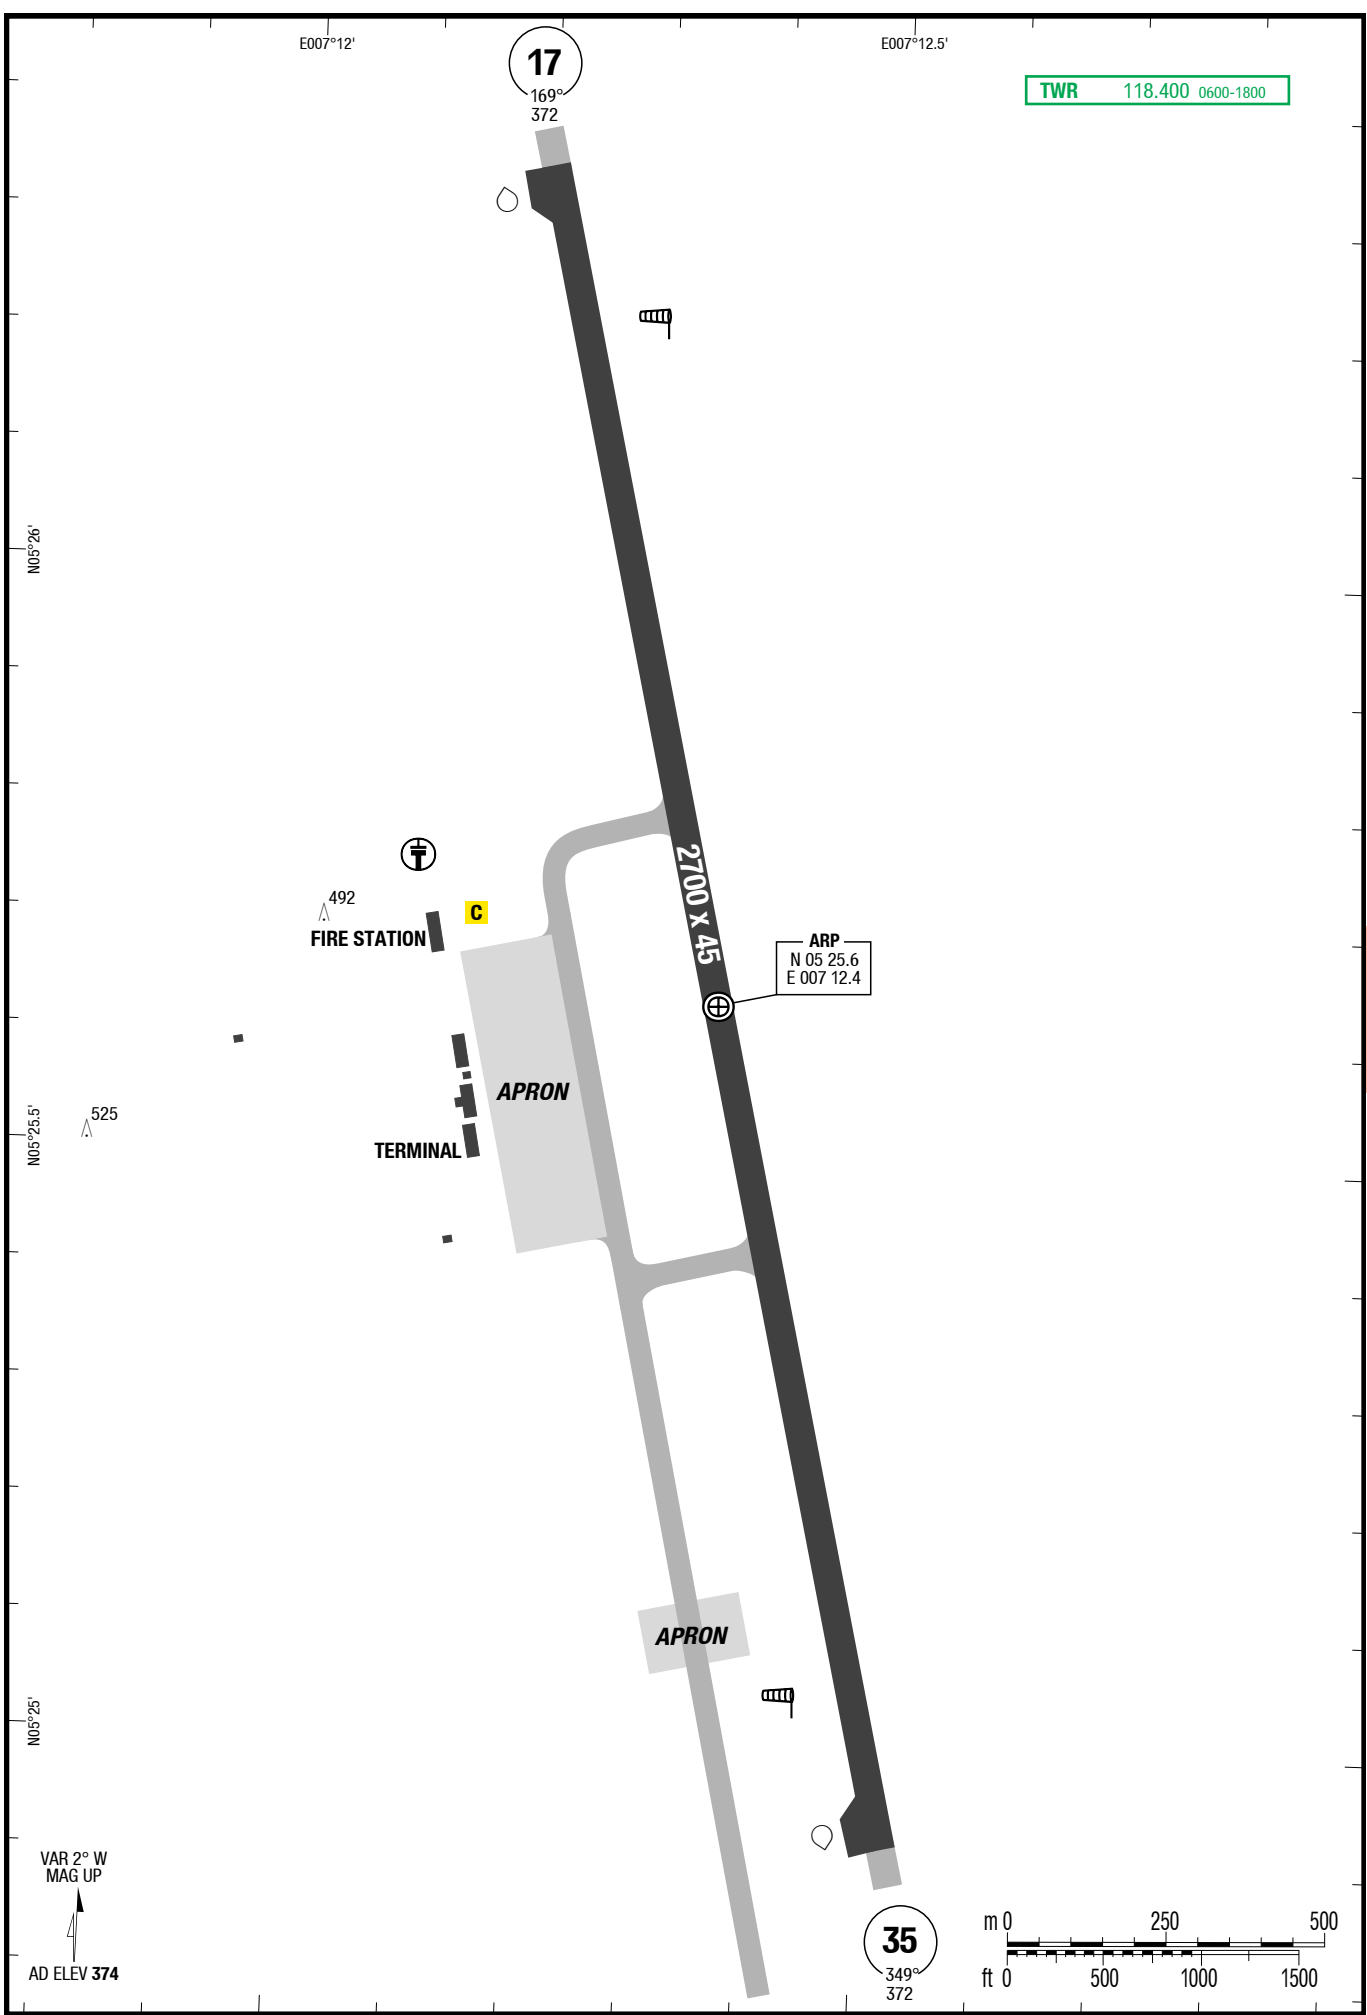 E007°12'
E007°12.5'
17
169°
372
TWR 118.400 0600-1800
N05°26'
2700 x 45
492
C
FIRE STATION
ARP
N 05 25.6
E 007 12.4
APRON
525
N05°25.5'
TERMINAL
APRON
N05°25'
VAR 2° W
MAG UP
AD ELEV 374
35
349°
372
m 0 250 500
ft 0 500 1000 1500